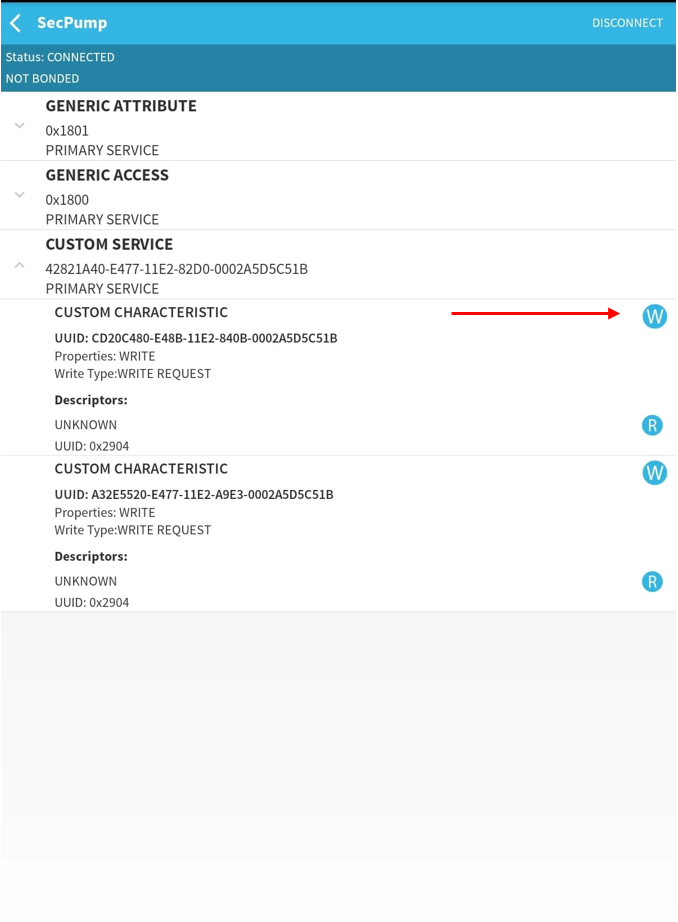 SecPump DISCONNECT
Status: CONNECTED
NOT BONDED
GENERIC ATTRIBUTE
0x1801
PRIMARY SERVICE
GENERIC ACCESS
0x1800
PRIMARY SERVICE
CUSTOM SERVICE
42821A40-E477-11E2-82D0-0002A5D5C51B
PRIMARY SERVICE
CUSTOM CHARACTERISTIC W
UUID: CD20C480-E48B-11E2-840B-0002A5D5C51B
Properties: WRITE
Write Type:WRITE REQUEST
Descriptors:
UNKNOWN R
UUID: 0x2904
CUSTOM CHARACTERISTIC W
UUID: A32E5520-E477-11E2-A9E3-0002A5D5C51B
Properties: WRITE
Write Type:WRITE REQUEST
Descriptors:
UNKNOWN R
UUID: 0x2904